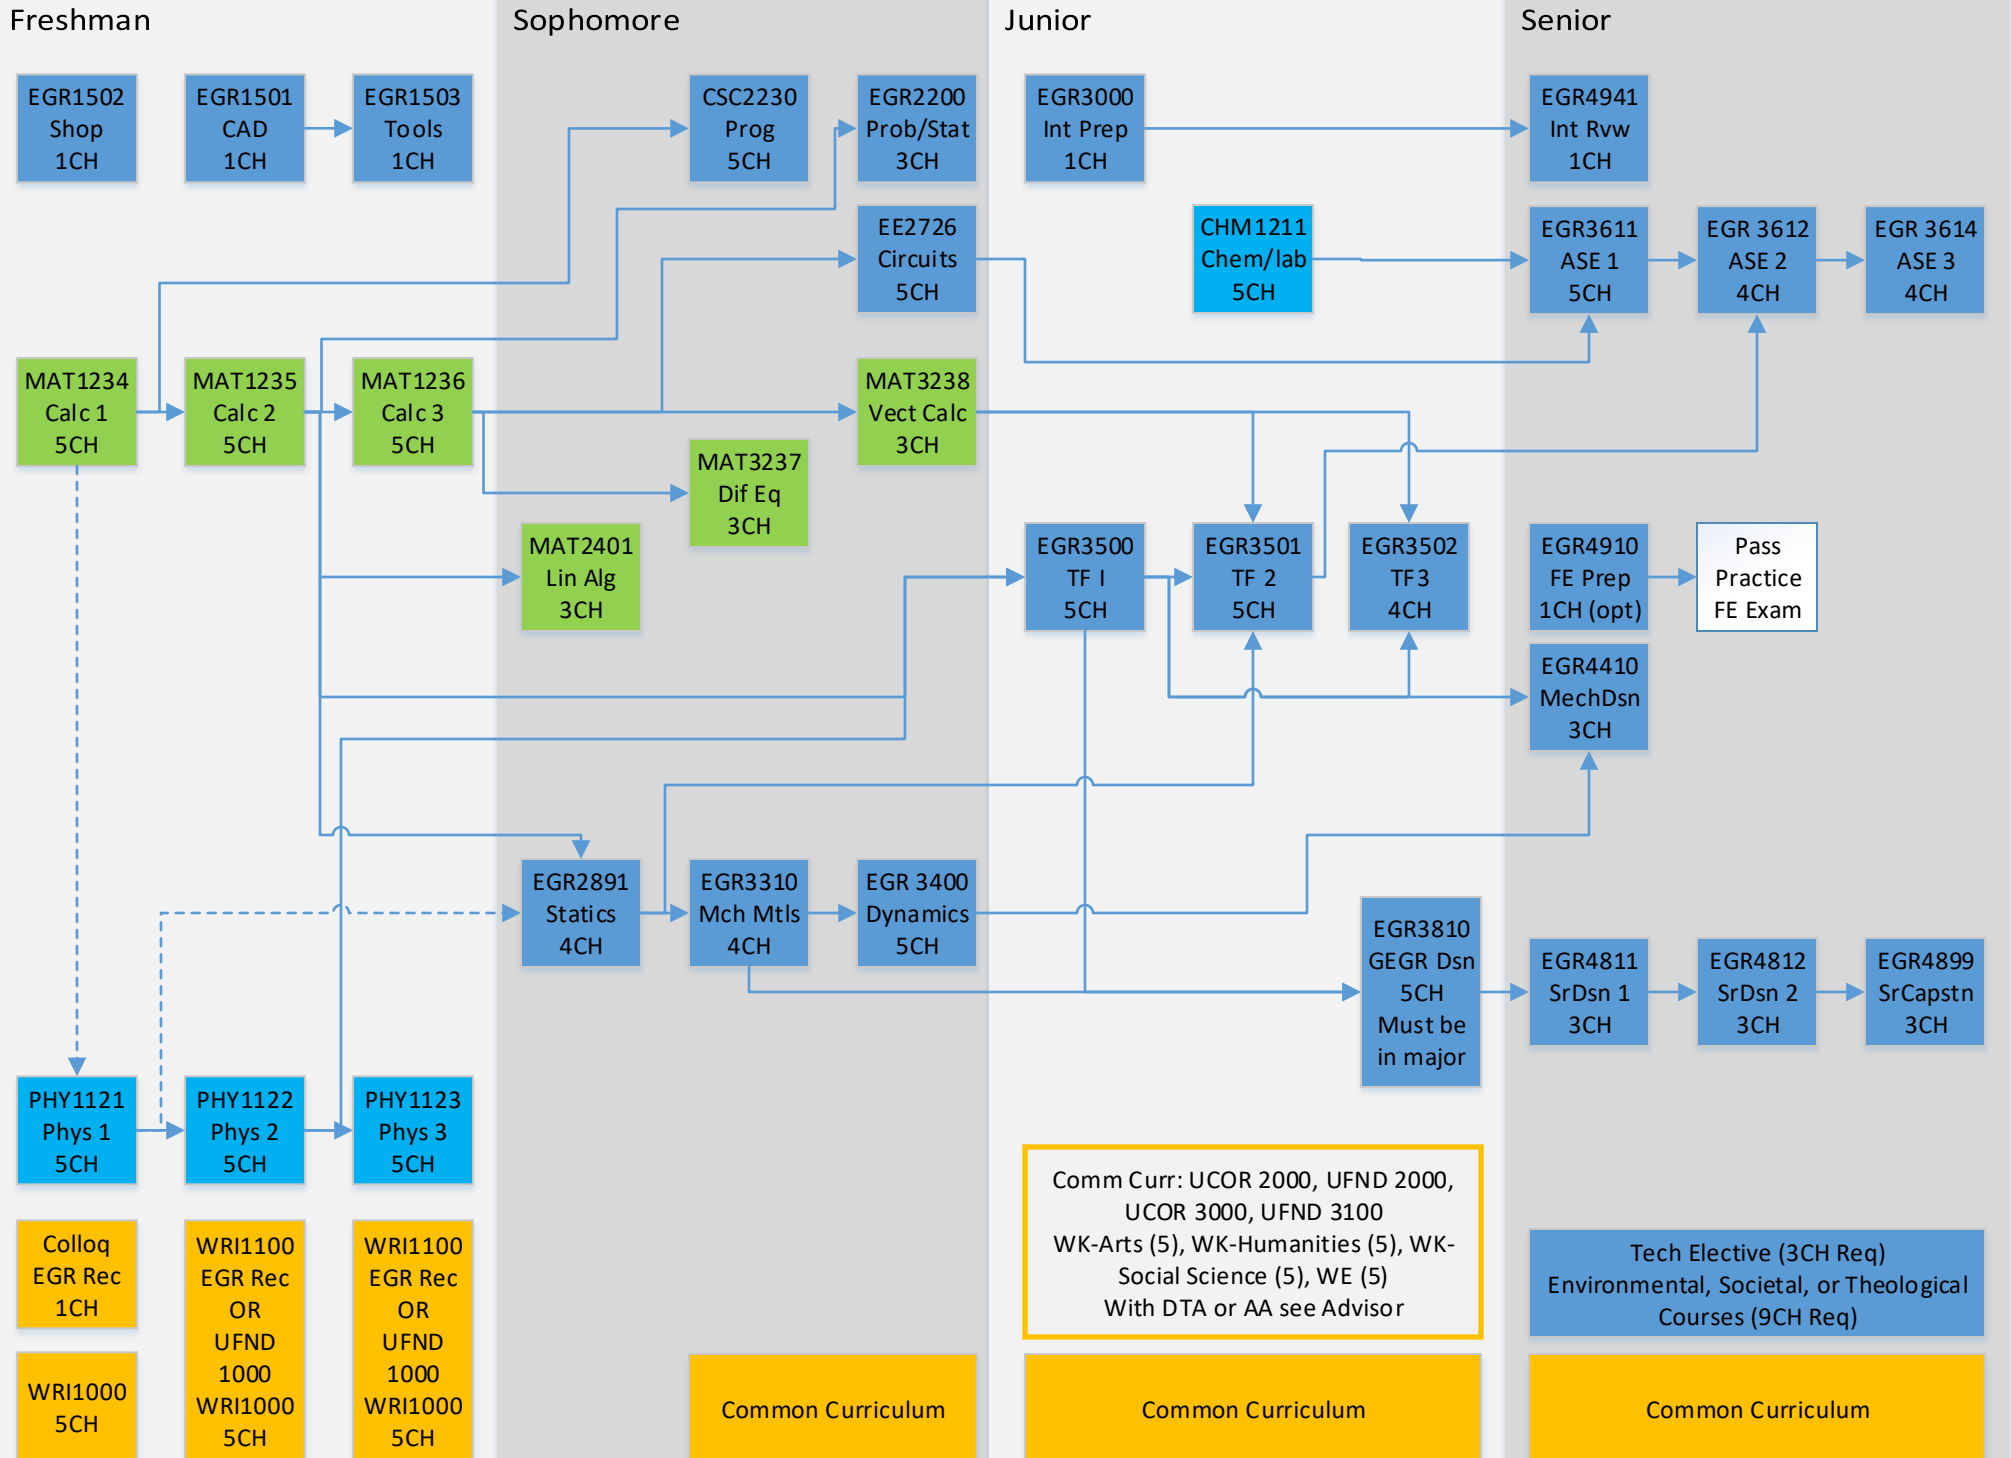 Freshman
Sophomore
Junior
Senior
EGR1502
Shop
1CH
EGR1501
CAD
1CH
EGR1503
Tools
1CH
CSC2230
Prog
5CH
EGR2200
Prob/Stat
3CH
EGR3000
Int Prep
1CH
EGR4941
Int Rvw
1CH
EE2726
Circuits
5CH
CHM1211
Chem/lab
5CH
EGR3611
ASE 1
5CH
EGR 3612
ASE 2
4CH
EGR 3614
ASE 3
4CH
MAT1234
Calc 1
5CH
MAT1235
Calc 2
5CH
MAT1236
Calc 3
5CH
MAT3238
Vect Calc
3CH
MAT3237
Dif Eq
3CH
MAT2401
Lin Alg
3CH
EGR3500
TF I
5CH
EGR3501
TF 2
5CH
EGR3502
TF3
4CH
EGR4910
FE Prep
1CH (opt)
Pass
Practice
FE Exam
EGR4410
MechDsn
3CH
EGR2891
Statics
4CH
EGR3310
Mch Mtls
4CH
EGR 3400
Dynamics
5CH
EGR3810
GEGR Dsn
5CH
Must be
in major
EGR4811
SrDsn 1
3CH
EGR4812
SrDsn 2
3CH
EGR4899
SrCapstn
3CH
PHY1121
Phys 1
5CH
PHY1122
Phys 2
5CH
PHY1123
Phys 3
5CH
Colloq
EGR Rec
1CH
WRI1000
5CH
WRI1100
EGR Rec
OR
UFND
1000
WRI1000
5CH
WRI1100
EGR Rec
OR
UFND
1000
WRI1000
5CH
Comm Curr: UCOR 2000, UFND 2000,
UCOR 3000, UFND 3100
WK-Arts (5), WK-Humanities (5), WK-
Social Science (5), WE (5)
With DTA or AA see Advisor
Tech Elective (3CH Req)
Environmental, Societal, or Theological
Courses (9CH Req)
Common Curriculum
Common Curriculum
Common Curriculum